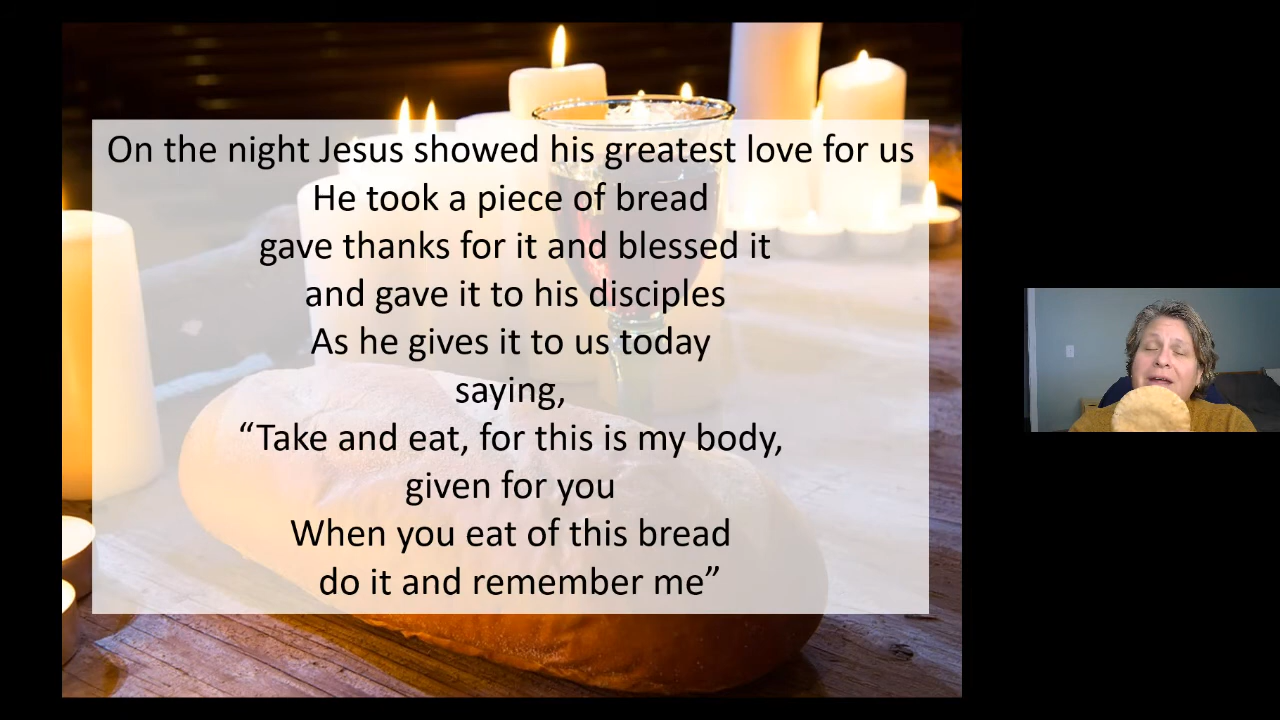 On the night Jesus showed his greatest love for us
He took a piece of bread
gave thanks for it and blessed it
and gave it to his disciples
As he gives it to us today
saying,
“Take and eat, for this is my body,
given for you
When you eat of this bread
do it and remember me”